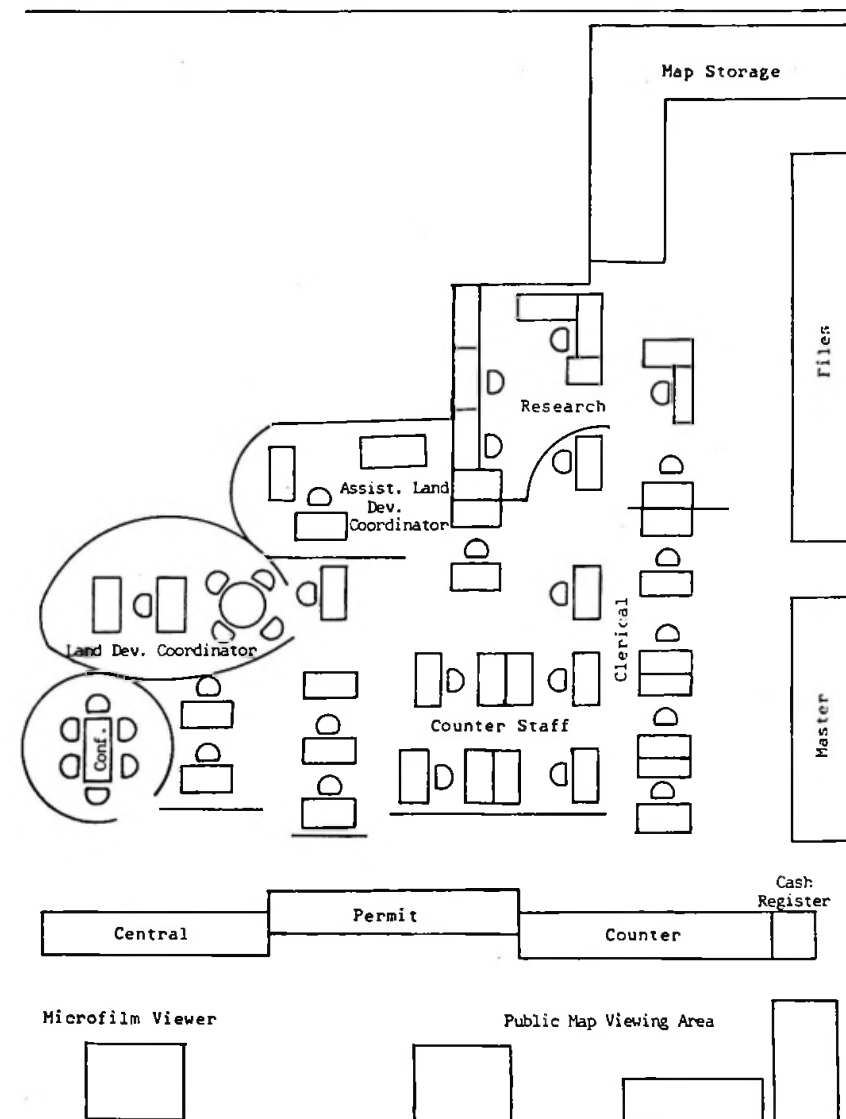 Map Storage
Files
Research
Assist. Land
Dev.
Coordinator
Clerical
Land Dev. Coordinator
Counter Staff
Conf.
Master
Cash
Register
Central
Permit
Counter
Microfilm Viewer
Public Map Viewing Area